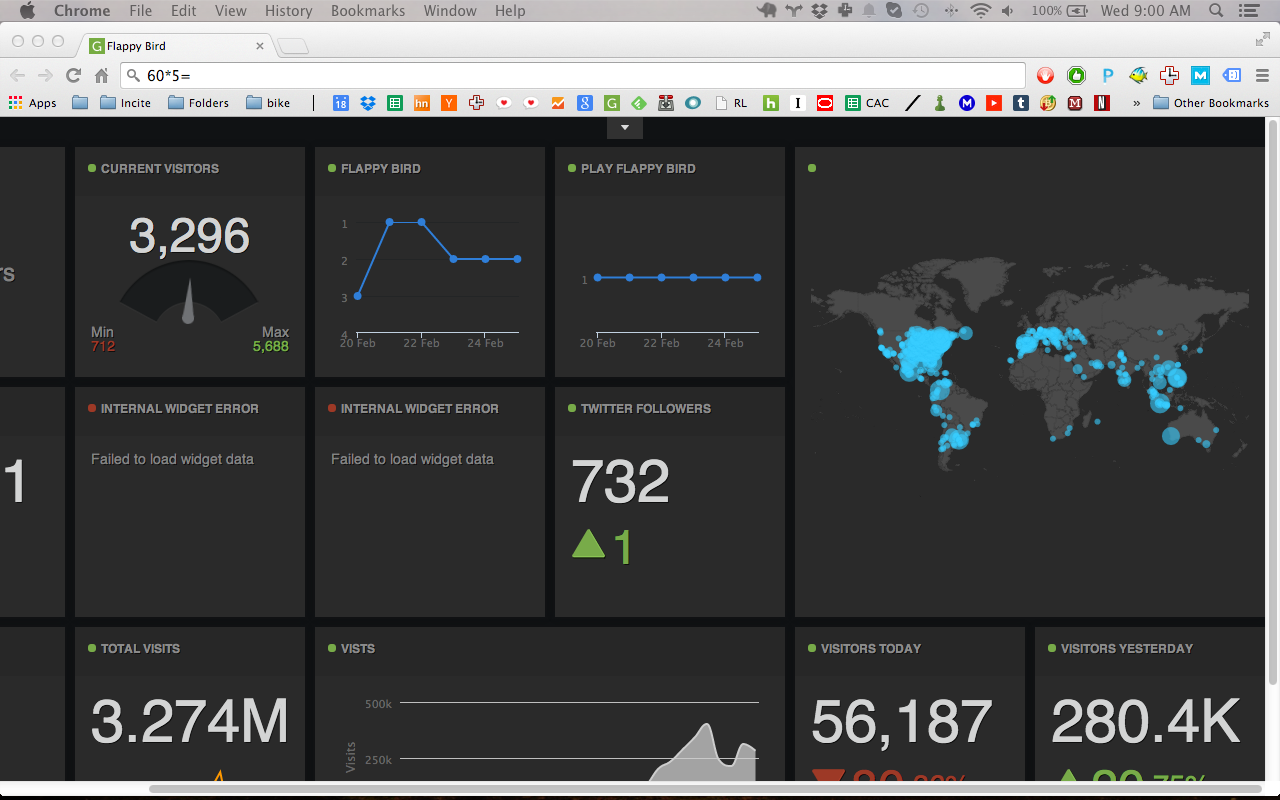 Chrome File Edit View History Bookmarks Window Help 100% Wed 9:00 AM
G Flappy Bird
60*5=
P M
Apps Incite Folders bike 18 hn Y 8 G RL h I CAC M t M N » Other Bookmarks
CURRENT VISITORS
3,296
Min Max
712 5,688
FLAPPY BIRD
1
2
3
4
20 Feb 22 Feb 24 Feb
PLAY FLAPPY BIRD
1
20 Feb 22 Feb 24 Feb
rs
1
INTERNAL WIDGET ERROR
Failed to load widget data
INTERNAL WIDGET ERROR
Failed to load widget data
TWITTER FOLLOWERS
732
1
TOTAL VISITS
3.274M
VISTS
500k
250k
Visits
VISITORS TODAY
56,187
VISITORS YESTERDAY
280.4K